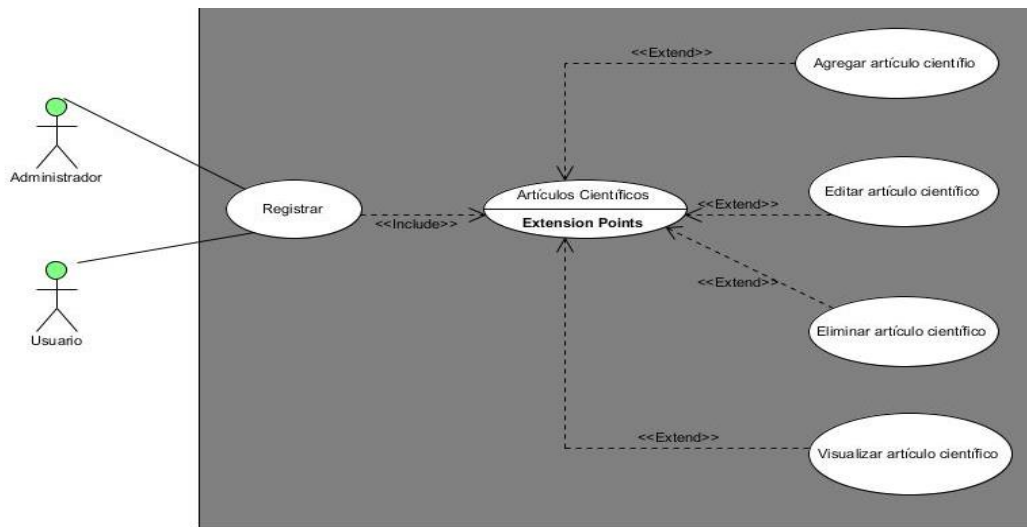 <<Extend>>
Agregar artículo científio
Administrador
Registrar
<<Include>>
Artículos Científicos
Extension Points
<<Extend>>
Editar artículo científico
<<Extend>>
Eliminar artículo científico
Usuario
<<Extend>>
Visualizar artículo científico